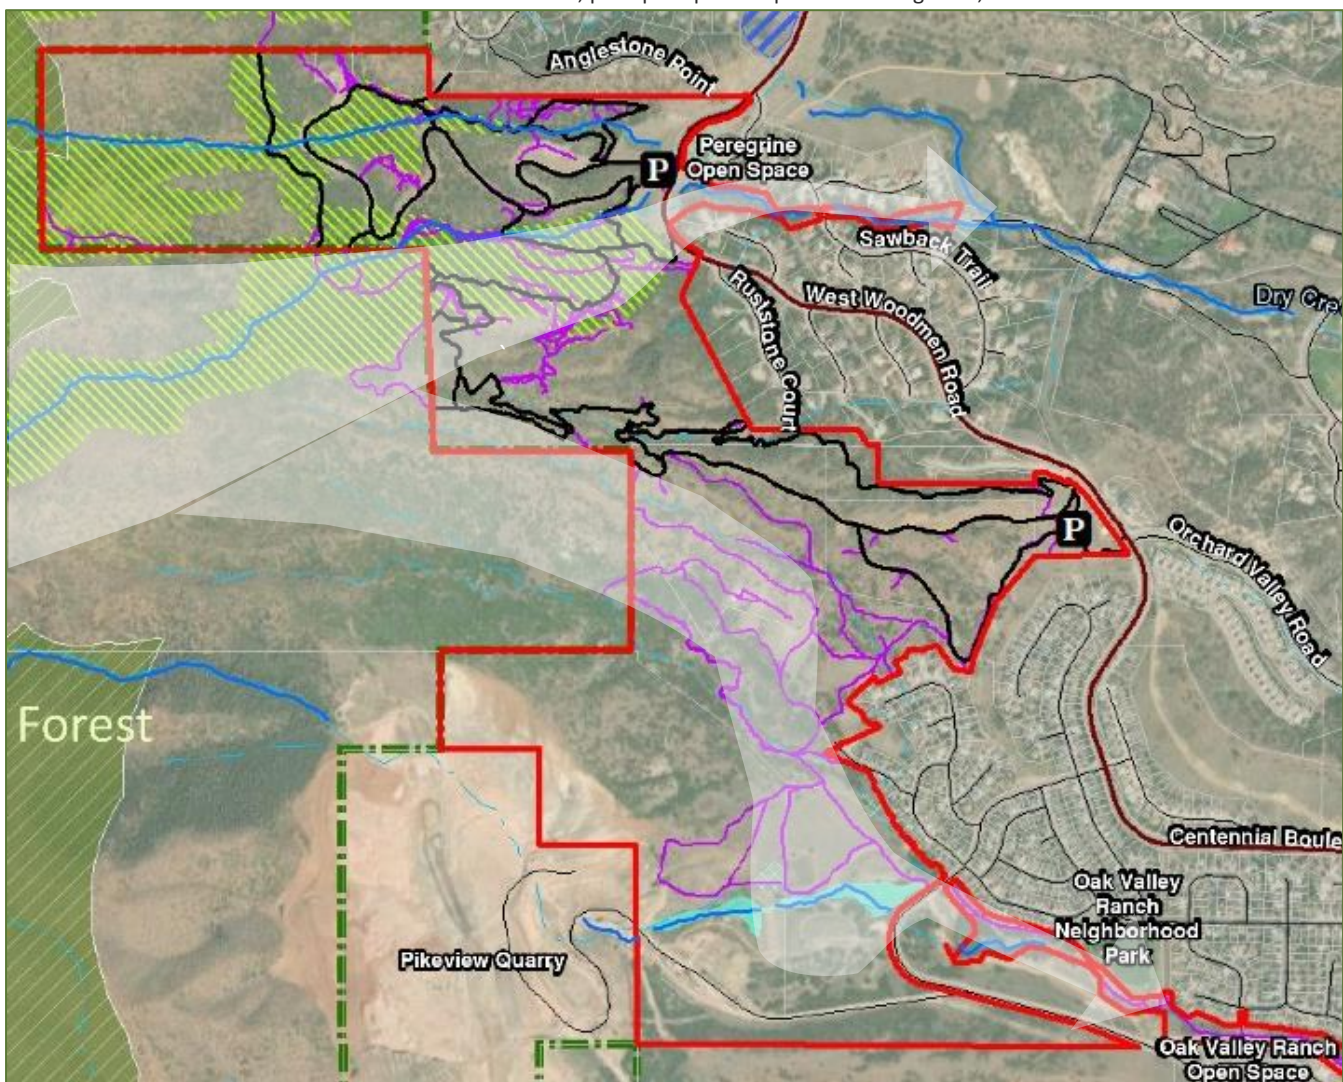 Anglestone Point
P
Peregrine
Open Space
Sawback Trail
Ruststone Court
West Woodmen Road
Dry Cre
P
Orchard Valley Road
Forest
Centennial Boule
Oak Valley
Ranch
Neighborhood
Park
Pikeview Quarry
Oak Valley Ranch
Open Space